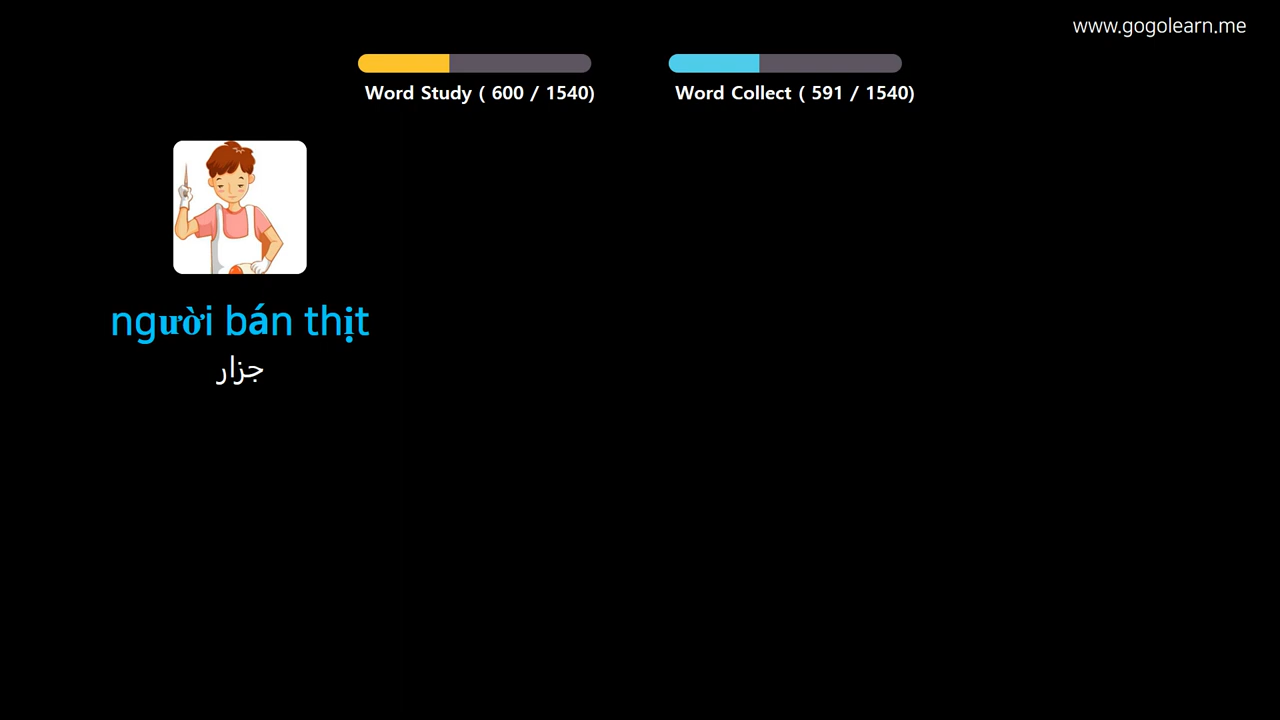 www.gogolearn.me
Word Study ( 600 / 1540)
Word Collect ( 591 / 1540)
người bán thịt
جزار